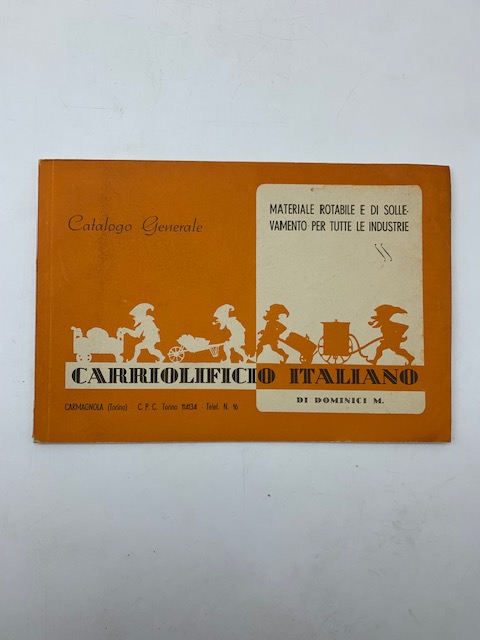 Catalogo Generale
MATERIALE ROTABILE E DI SOLLE-
VAMENTO PER TUTTE LE INDUSTRIE
CARRIOLIFICIO ITALIANO
DI DOMINICI M.
CARMAGNOLA (Torino) C. P. C. Torino 114134 - Telef. N. 16